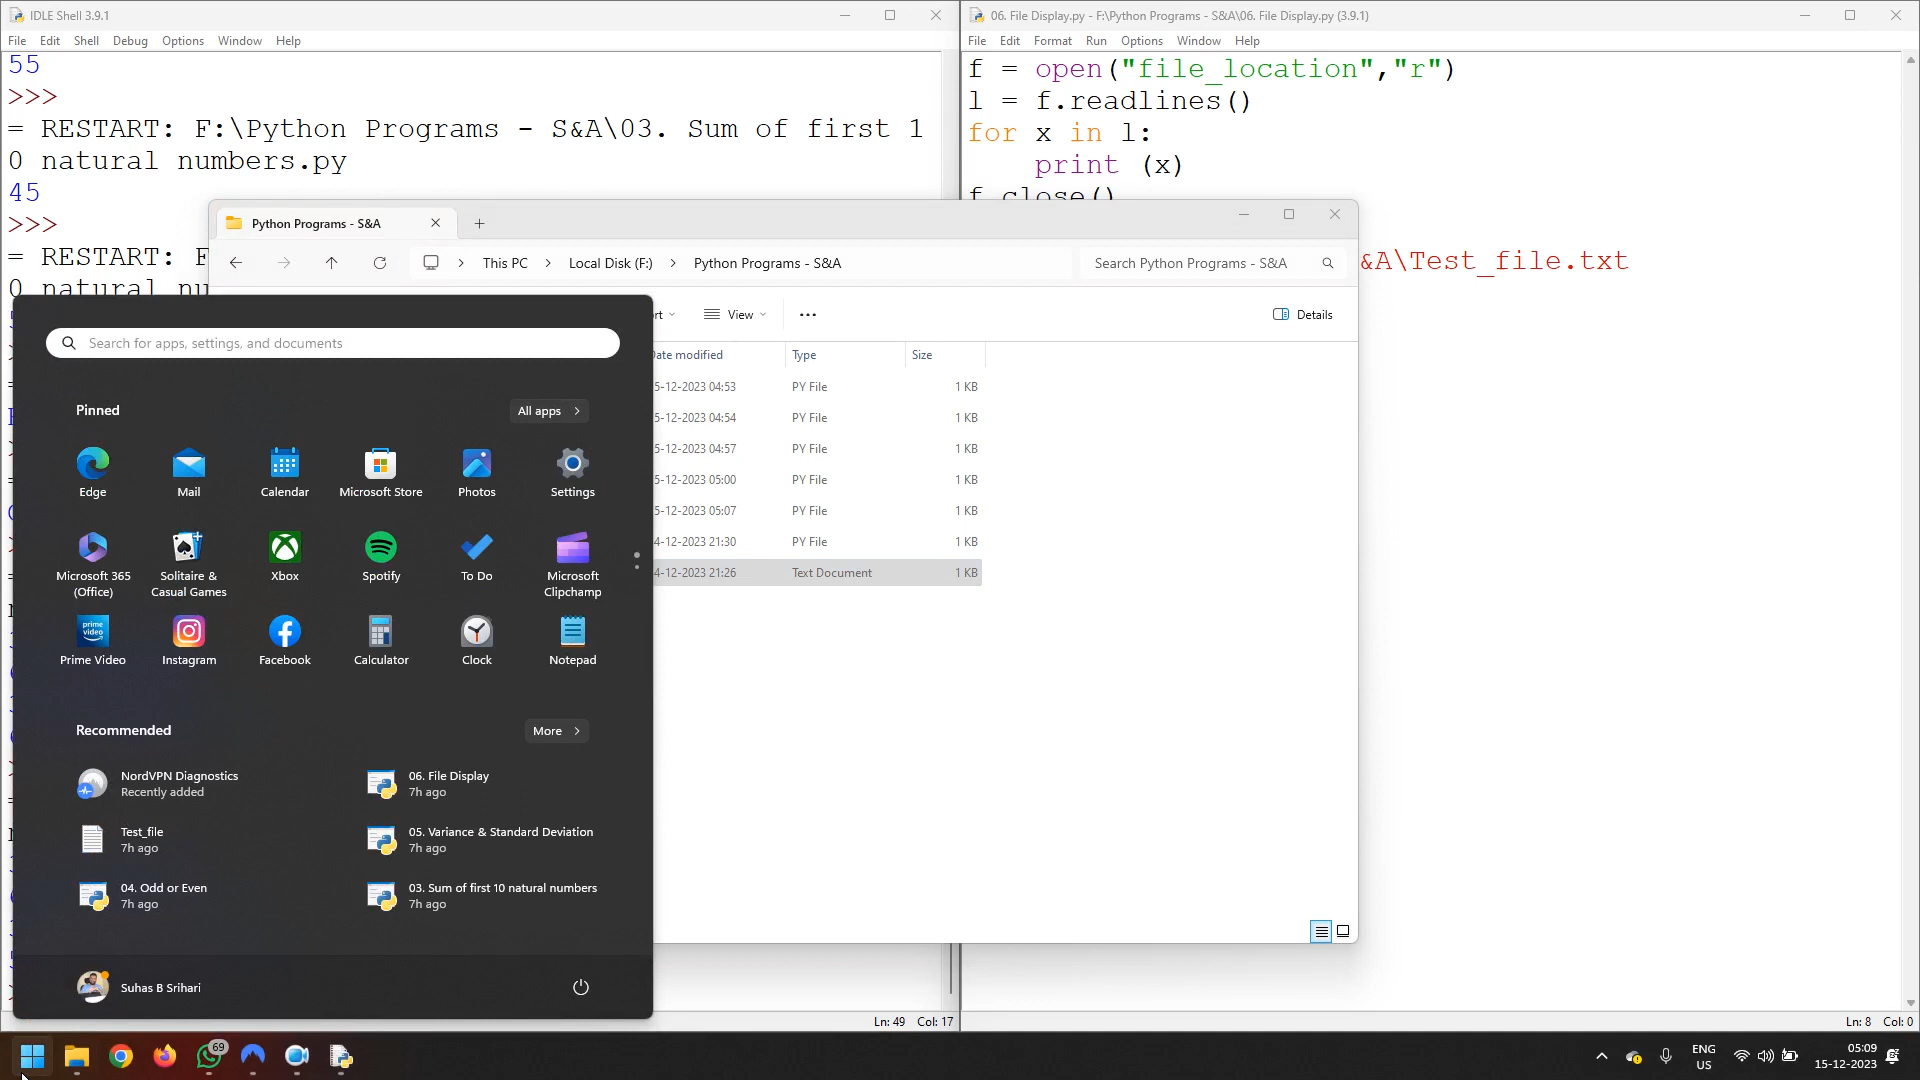 IDLE Shell 3.9.1
File Edit Shell Debug Options Window Help
55
>>>
= RESTART: F:\Python Programs - S&A\03. Sum of first 1
0 natural numbers.py
45
>>>
= RESTART: F
0 natural nu
06. File Display.py - F:\Python Programs - S&A\06. File Display.py (3.9.1)
File Edit Format Run Options Window Help
f = open("file_location","r")
l = f.readlines()
for x in l:
    print (x)
f.close()
&A\Test_file.txt
Python Programs - S&A
This PC > Local Disk (F:) > Python Programs - S&A
Search Python Programs - S&A
View
Details
Date modified Type Size
5-12-2023 04:53 PY File 1 KB
5-12-2023 04:54 PY File 1 KB
5-12-2023 04:57 PY File 1 KB
5-12-2023 05:00 PY File 1 KB
5-12-2023 05:07 PY File 1 KB
4-12-2023 21:30 PY File 1 KB
4-12-2023 21:26 Text Document 1 KB
Search for apps, settings, and documents
Pinned
All apps >
Edge Mail Calendar Microsoft Store Photos Settings
Microsoft 365 (Office) Solitaire & Casual Games Xbox Spotify To Do Microsoft Clipchamp
prime video
Prime Video Instagram Facebook Calculator Clock Notepad
Recommended
More >
NordVPN Diagnostics
Recently added
06. File Display
7h ago
Test_file
7h ago
05. Variance & Standard Deviation
7h ago
04. Odd or Even
7h ago
03. Sum of first 10 natural numbers
7h ago
Suhas B Srihari
Ln: 49 Col: 17
Ln: 8 Col: 0
69
ENG
US
05:09
15-12-2023